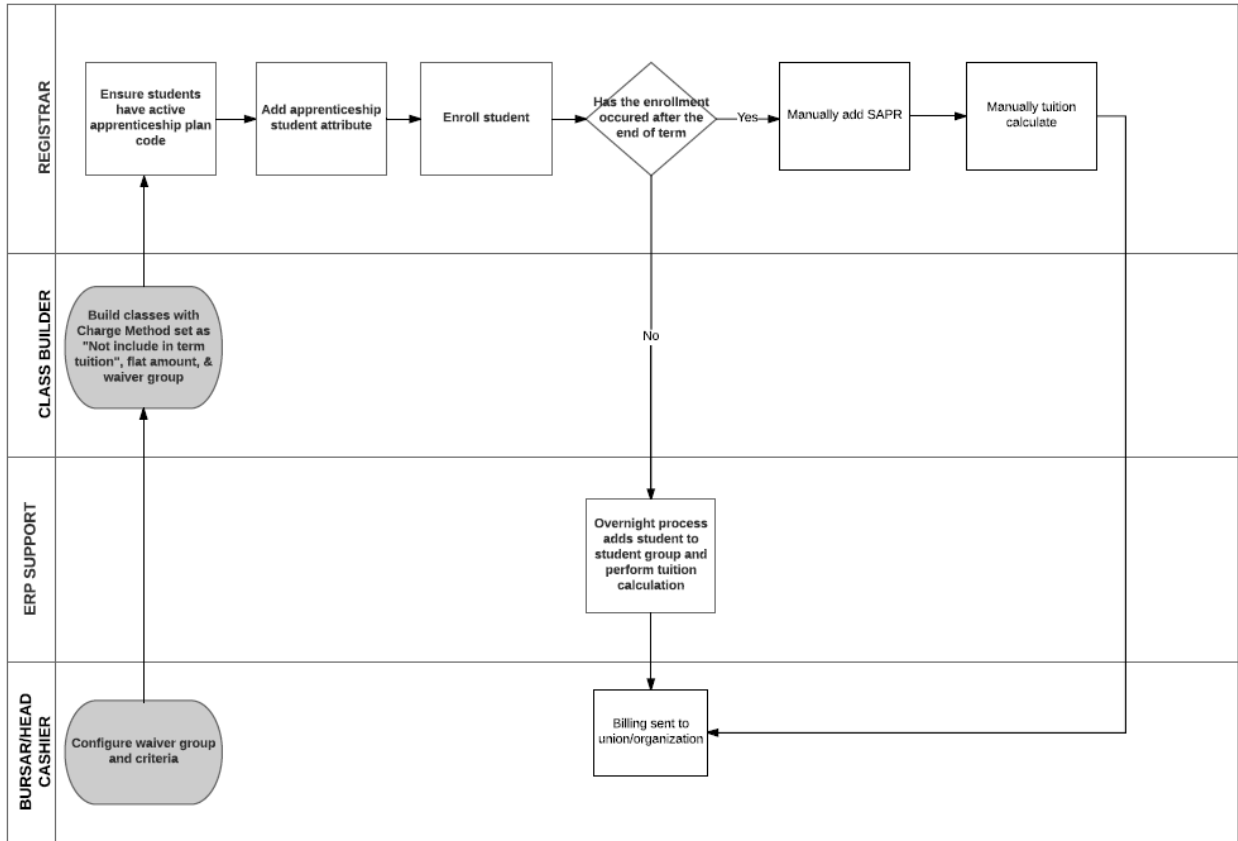 REGISTRAR
Ensure students
have active
apprenticeship plan
code
Add apprenticeship
student attribute
Enroll student
Has the enrollment
occured after the
end of term
Yes
Manually add SAPR
Manually tuition
calculate
No
CLASS BUILDER
Build classes with
Charge Method set as
"Not include in term
tuition", flat amount, &
waiver group
ERP SUPPORT
Overnight process
adds student to
student group and
perform tuition
calculation
BURSAR/HEAD
CASHIER
Configure waiver group
and criteria
Billing sent to
union/organization